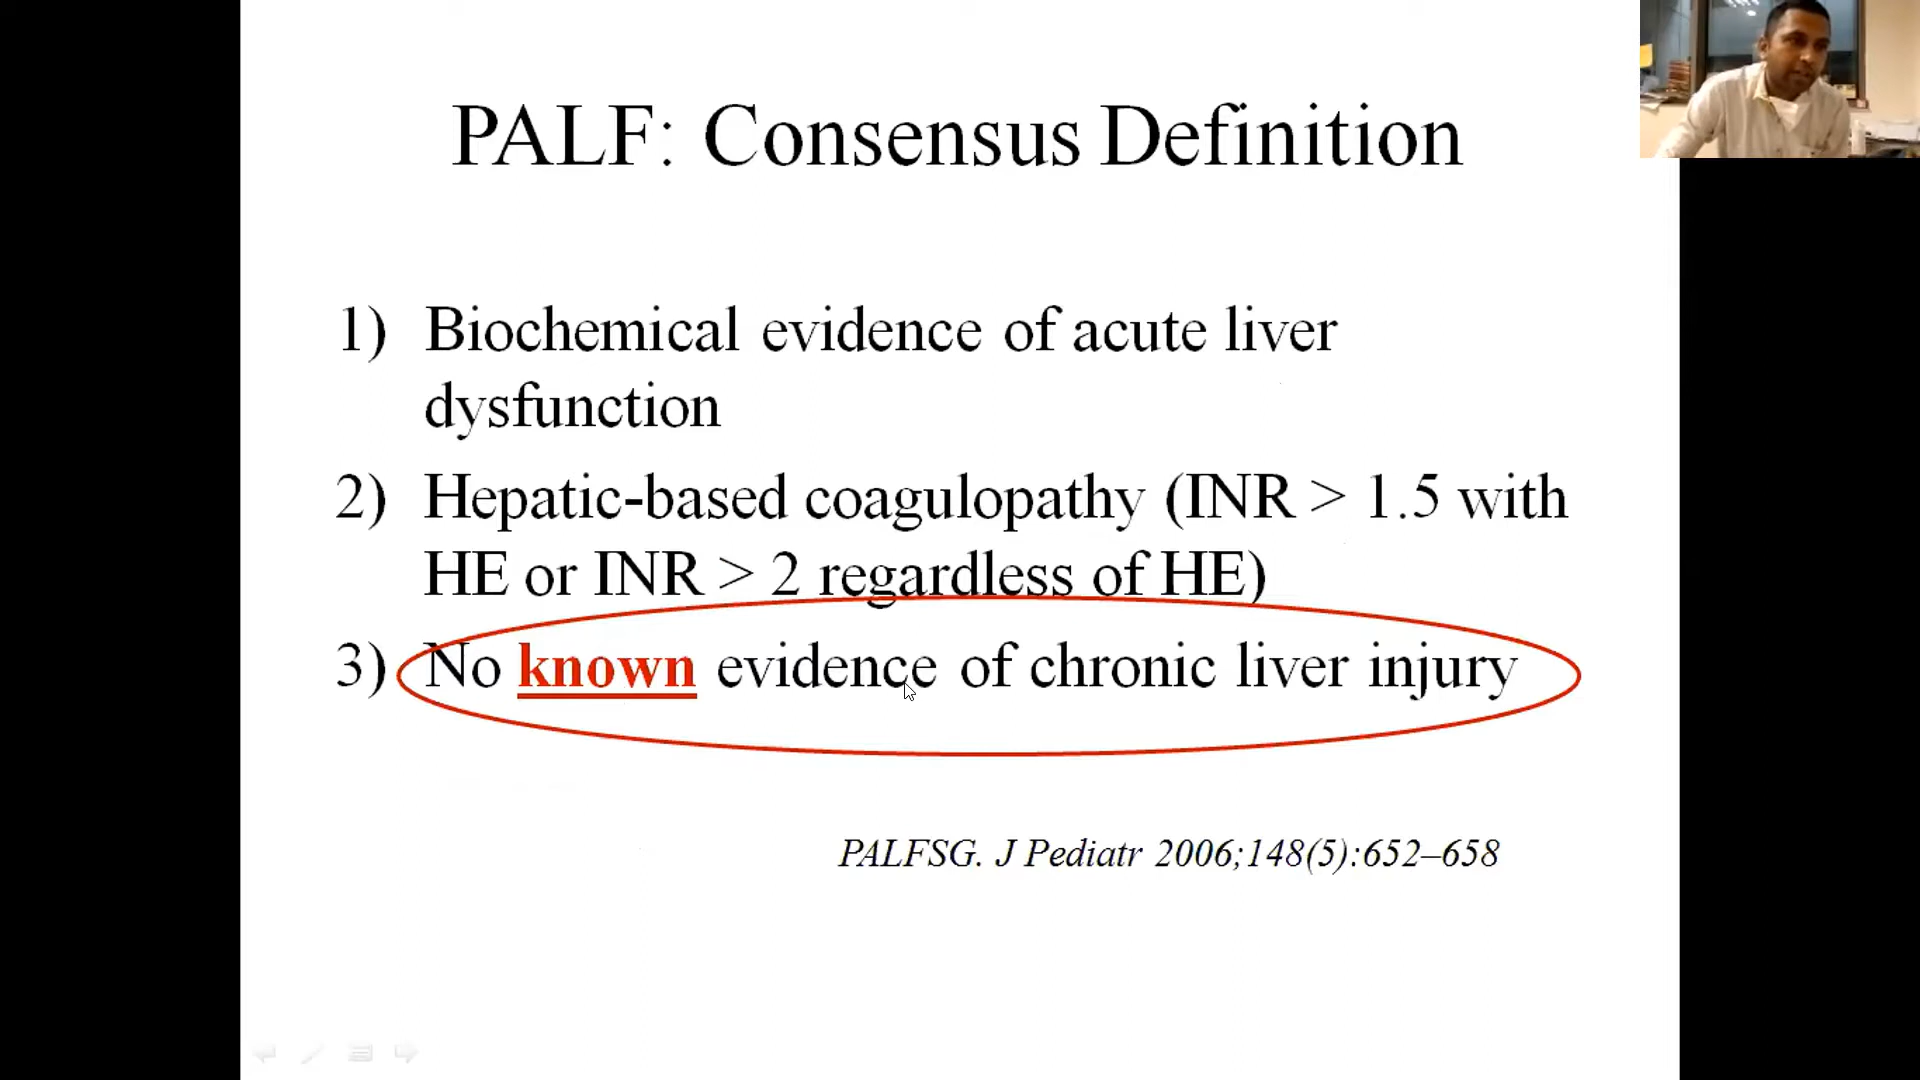 PALF: Consensus Definition
1) Biochemical evidence of acute liver
dysfunction
2) Hepatic-based coagulopathy (INR > 1.5 with
HE or INR > 2 regardless of HE)
3) No known evidence of chronic liver injury
PALFSG. J Pediatr 2006;148(5):652–658